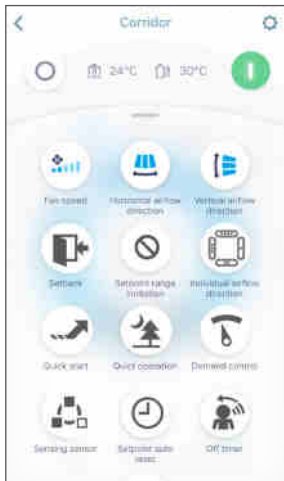 Corridor
24°C 30°C
Fan speed
Horizontal airflow
direction
Vertical airflow
direction
Setback
Setpoint range
limitation
Individual airflow
direction
Quick start
Quiet operation
Demand control
Sensing sensor
Setpoint auto
reset
Off timer